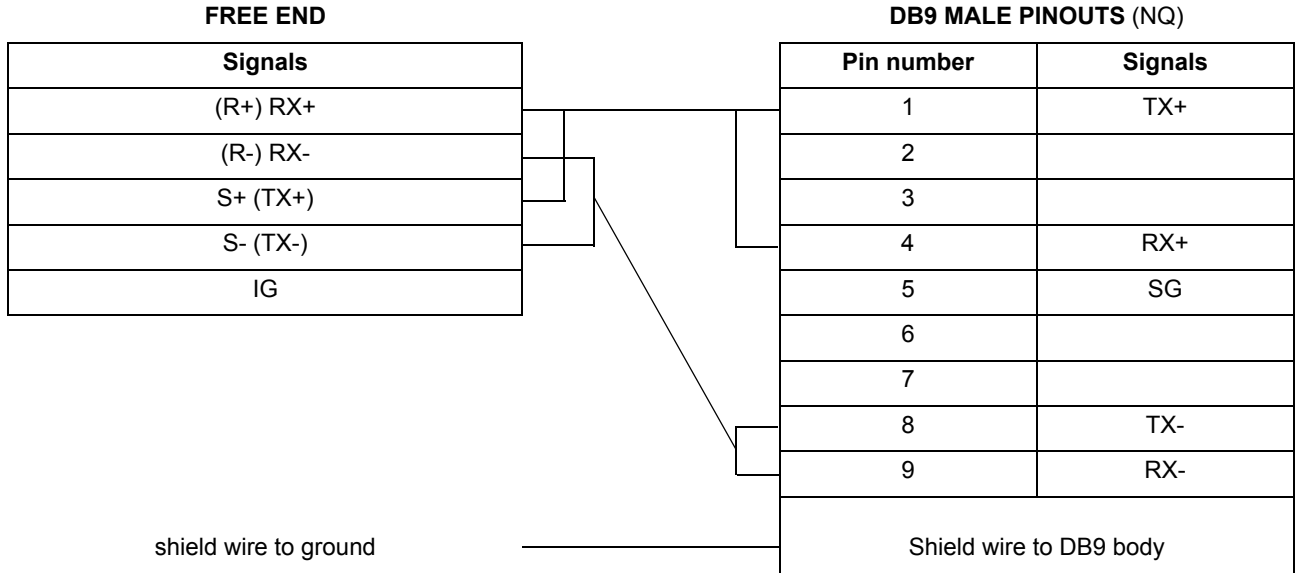 FREE END
DB9 MALE PINOUTS (NQ)
Signals
(R+) RX+
(R-) RX-
S+ (TX+)
S- (TX-)
IG
Pin number Signals
1 TX+
2
3
4 RX+
5 SG
6
7
8 TX-
9 RX-
shield wire to ground
Shield wire to DB9 body